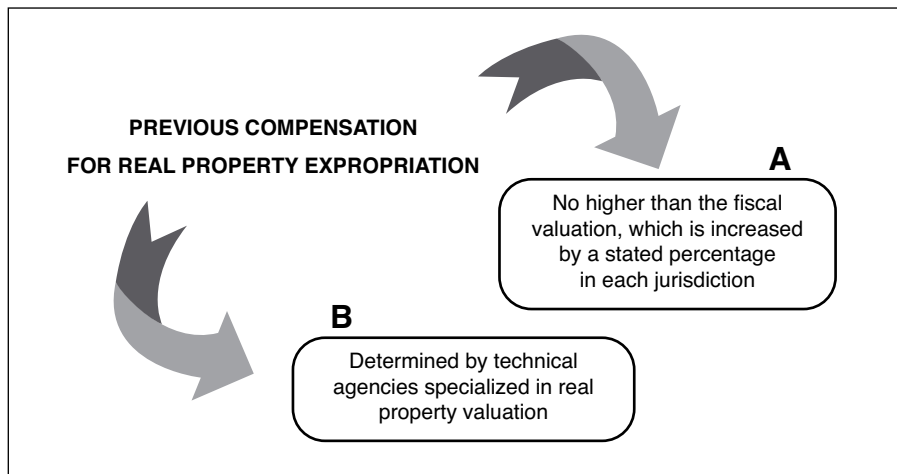 PREVIOUS COMPENSATION
FOR REAL PROPERTY EXPROPRIATION
A
No higher than the fiscal
valuation, which is increased
by a stated percentage
in each jurisdiction
B
Determined by technical
agencies specialized in real
property valuation